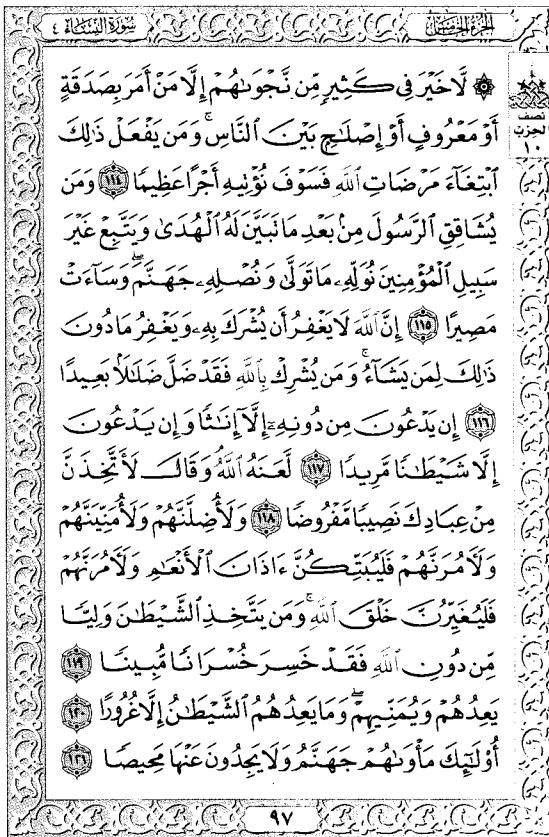 الجزء الخامس
سورة النساء ٤
نصف
الحزب
١٠
۞ لَّا خَيْرَ فِي كَثِيرٍ مِّن نَّجْوَىٰهُمْ إِلَّا مَنْ أَمَرَ بِصَدَقَةٍ
أَوْ مَعْرُوفٍ أَوْ إِصْلَٰحٍۭ بَيْنَ ٱلنَّاسِۚ وَمَن يَفْعَلْ ذَٰلِكَ
ٱبْتِغَآءَ مَرْضَاتِ ٱللَّهِ فَسَوْفَ نُؤْتِيهِ أَجْرًا عَظِيمًا ١١٤ وَمَن
يُشَاقِقِ ٱلرَّسُولَ مِنۢ بَعْدِ مَا تَبَيَّنَ لَهُ ٱلْهُدَىٰ وَيَتَّبِعْ غَيْرَ
سَبِيلِ ٱلْمُؤْمِنِينَ نُوَلِّهِۦ مَا تَوَلَّىٰ وَنُصْلِهِۦ جَهَنَّمَۖ وَسَآءَتْ
مَصِيرًا ١١٥ إِنَّ ٱللَّهَ لَا يَغْفِرُ أَن يُشْرَكَ بِهِۦ وَيَغْفِرُ مَا دُونَ
ذَٰلِكَ لِمَن يَشَآءُۚ وَمَن يُشْرِكْ بِٱللَّهِ فَقَدْ ضَلَّ ضَلَٰلًۢا بَعِيدًا
١١٦ إِن يَدْعُونَ مِن دُونِهِۦٓ إِلَّآ إِنَٰثًا وَإِن يَدْعُونَ
إِلَّا شَيْطَٰنًا مَّرِيدًا ١١٧ لَّعَنَهُ ٱللَّهُۘ وَقَالَ لَأَتَّخِذَنَّ
مِنْ عِبَادِكَ نَصِيبًا مَّفْرُوضًا ١١٨ وَلَأُضِلَّنَّهُمْ وَلَأُمَنِّيَنَّهُمْ
وَلَءَامُرَنَّهُمْ فَلَيُبَتِّكُنَّ ءَاذَانَ ٱلْأَنْعَٰمِ وَلَءَامُرَنَّهُمْ
فَلَيُغَيِّرُنَّ خَلْقَ ٱللَّهِۚ وَمَن يَتَّخِذِ ٱلشَّيْطَٰنَ وَلِيًّا
مِّن دُونِ ٱللَّهِ فَقَدْ خَسِرَ خُسْرَانًا مُّبِينًا ١١٩
يَعِدُهُمْ وَيُمَنِّيهِمْۖ وَمَا يَعِدُهُمُ ٱلشَّيْطَٰنُ إِلَّا غُرُورًا ١٢٠
أُو۟لَٰٓئِكَ مَأْوَىٰهُمْ جَهَنَّمُ وَلَا يَجِدُونَ عَنْهَا مَحِيصًا ١٢١
٩٧